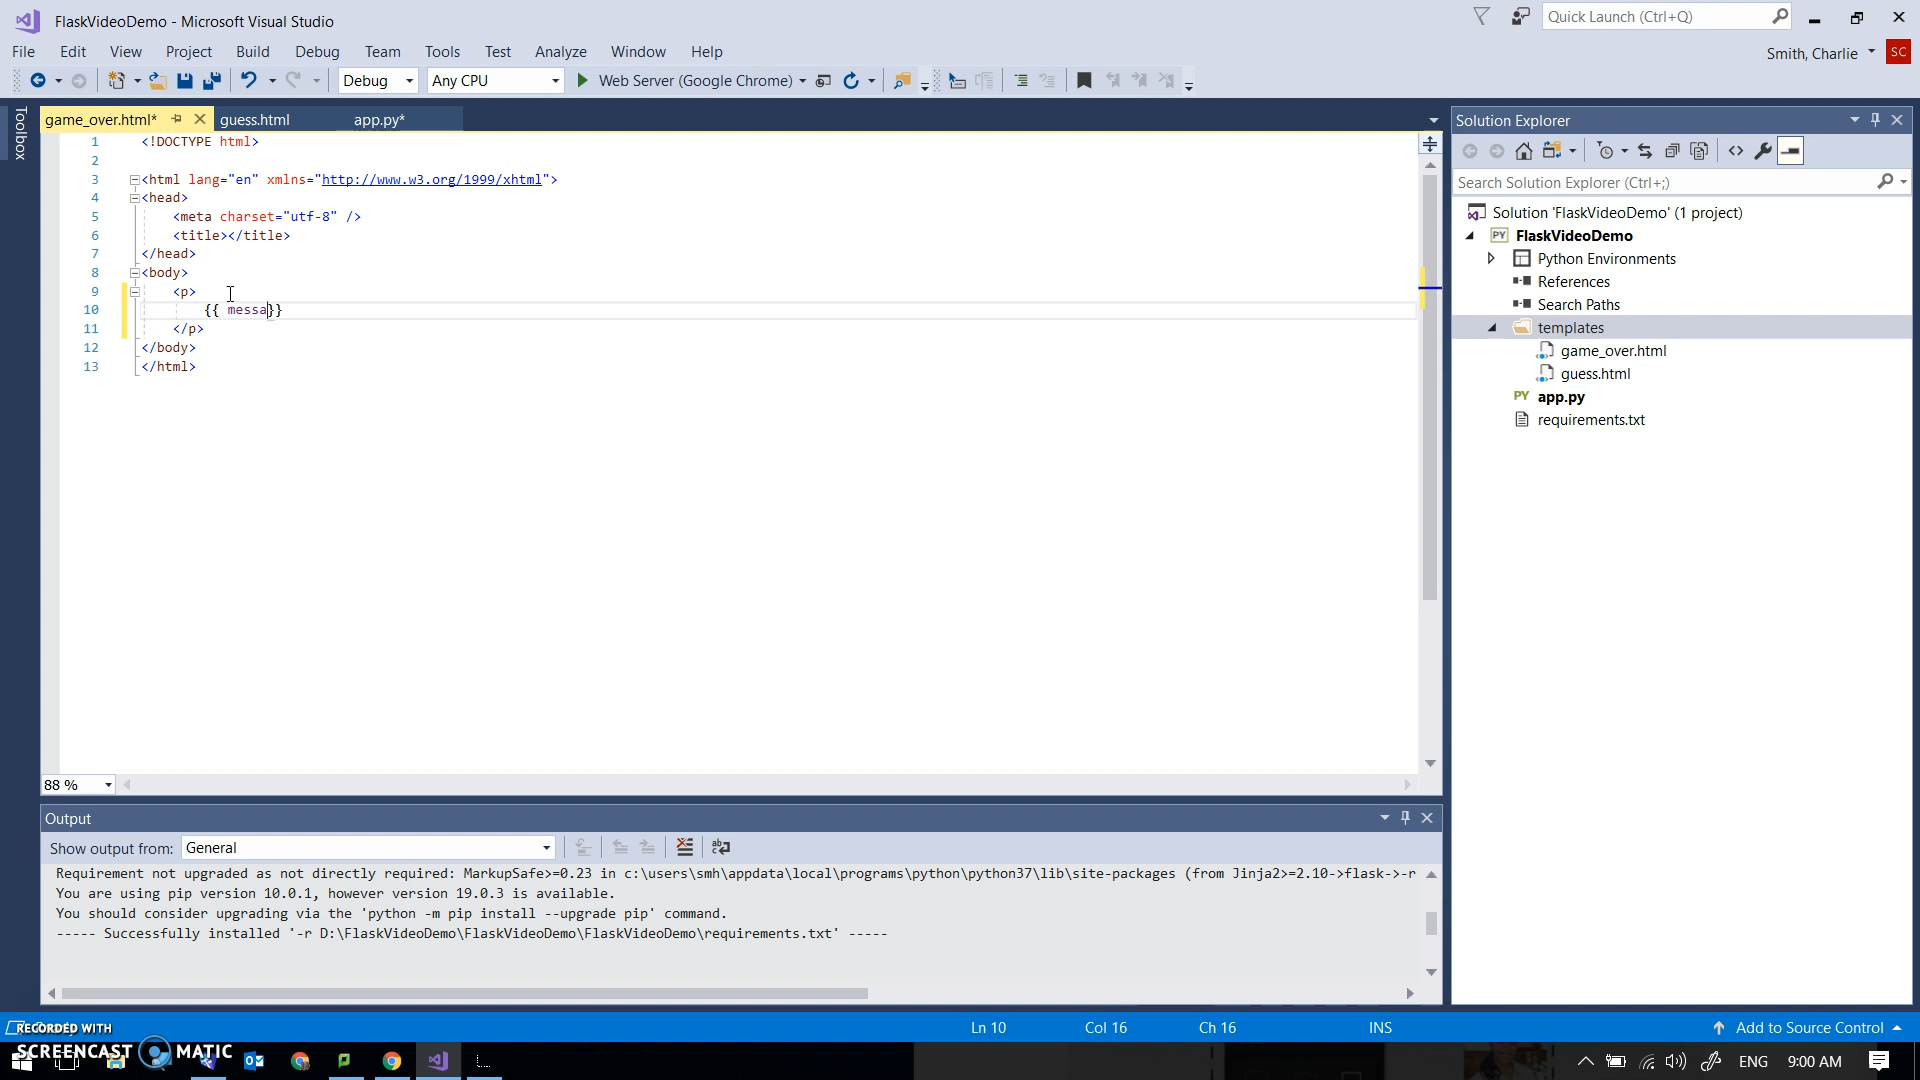 FlaskVideoDemo - Microsoft Visual Studio
Quick Launch (Ctrl+Q)
File Edit View Project Build Debug Team Tools Test Analyze Window Help
Smith, Charlie SC
Debug Any CPU Web Server (Google Chrome)
Toolbox
game_over.html* guess.html app.py*
1 <!DOCTYPE html>
2
3 <html lang="en" xmlns="http://www.w3.org/1999/xhtml">
4 <head>
5 <meta charset="utf-8" />
6 <title></title>
7 </head>
8 <body>
9 <p>
10 {{ messa}}
11 </p>
12 </body>
13 </html>
88 %
Solution Explorer
Search Solution Explorer (Ctrl+;)
Solution 'FlaskVideoDemo' (1 project)
PY FlaskVideoDemo
Python Environments
References
Search Paths
templates
game_over.html
guess.html
PY app.py
requirements.txt
Output
Show output from: General
Requirement not upgraded as not directly required: MarkupSafe>=0.23 in c:\users\smh\appdata\local\programs\python\python37\lib\site-packages (from Jinja2>=2.10->flask->-r
You are using pip version 10.0.1, however version 19.0.3 is available.
You should consider upgrading via the 'python -m pip install --upgrade pip' command.
----- Successfully installed '-r D:\FlaskVideoDemo\FlaskVideoDemo\FlaskVideoDemo\requirements.txt' -----
Ln 10 Col 16 Ch 16 INS Add to Source Control
RECORDED WITH
SCREENCAST MATIC
ENG 9:00 AM